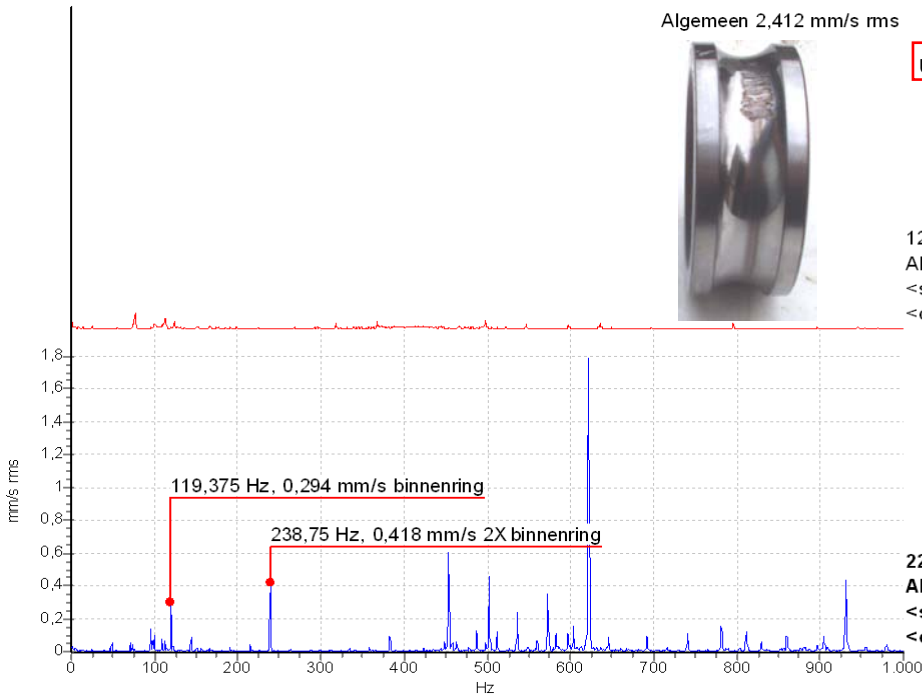 Algemeen 2,412 mm/s rms
1,8
1,6
1,4
1,2
1
0,8
0,6
0,4
0,2
0
mm/s rms
119,375 Hz, 0,294 mm/s binnenring
238,75 Hz, 0,418 mm/s 2X binnenring
0 100 200 300 400 500 600 700 800 900 1.000
Hz